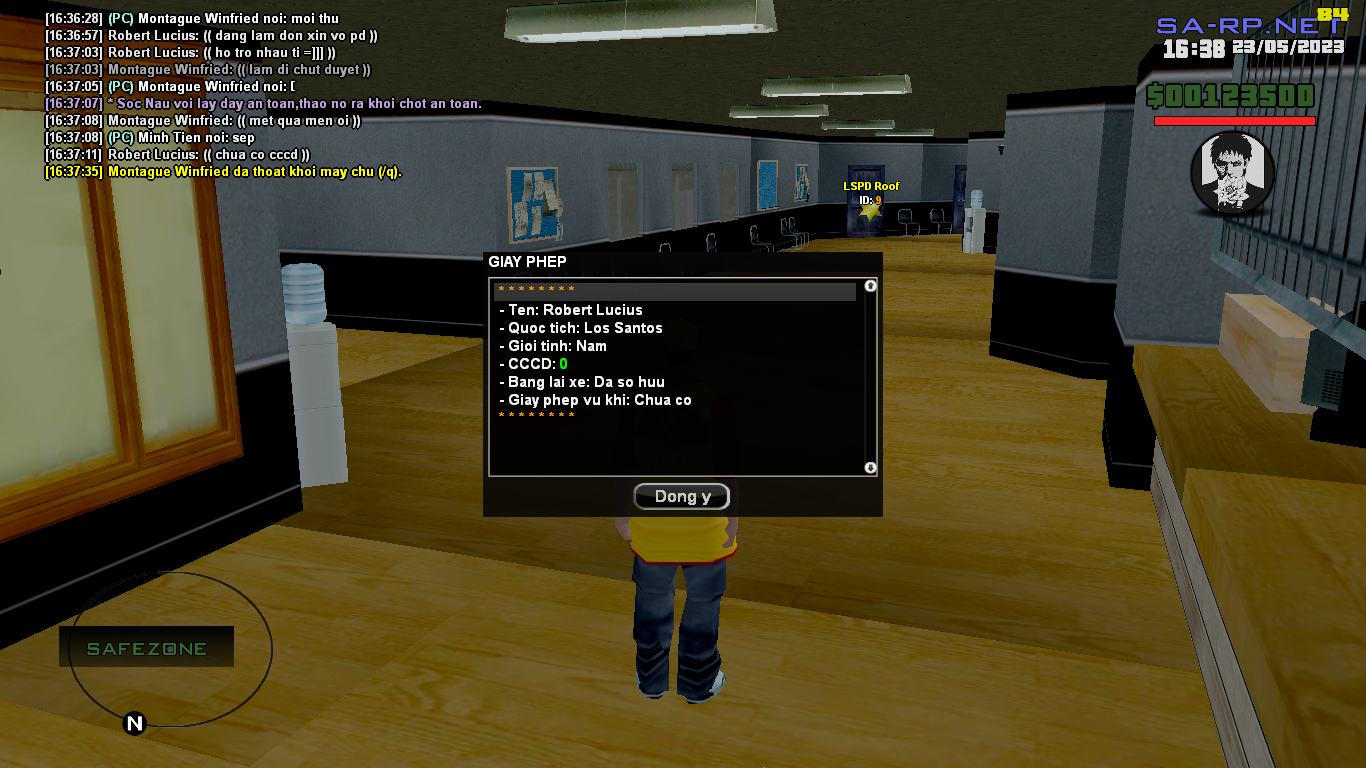 [16:36:28] (PC) Montague Winfried noi: moi thu
[16:36:57] Robert Lucius: (( dang lam don xin vo pd ))
[16:37:03] Robert Lucius: (( ho tro nhau ti =]]] ))
[16:37:03] Montague Winfried: (( lam di chut duyet ))
[16:37:05] (PC) Montague Winfried noi: [
[16:37:07] * Soc Nau voi lay day an toan,thao no ra khoi chot an toan.
[16:37:08] Montague Winfried: (( met qua men oi ))
[16:37:08] (PC) Minh Tien noi: sep
[16:37:11] Robert Lucius: (( chua co cccd ))
[16:37:35] Montague Winfried da thoat khoi may chu (/q).
84
SA-RP.NET
16:38 23/05/2023
$00123500
LSPD Roof
ID: 9
GIAY PHEP
* * * * * * * *
- Ten: Robert Lucius
- Quoc tich: Los Santos
- Gioi tinh: Nam
- CCCD: 0
- Bang lai xe: Da so huu
- Giay phep vu khi: Chua co
* * * * * * * *
Dong y
SAFEZONE
N